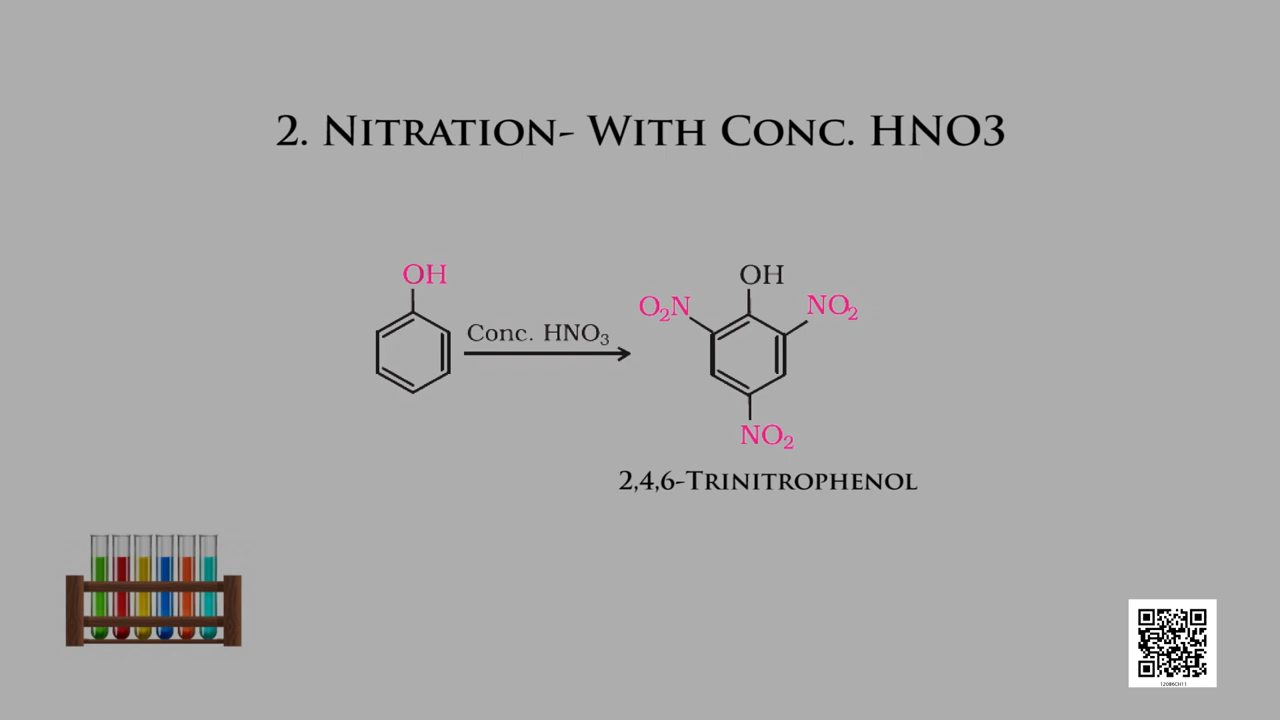 2. Nitration- With Conc. HNO3
OH
Conc. HNO₃
OH
O₂N
NO₂
NO₂
2,4,6-Trinitrophenol